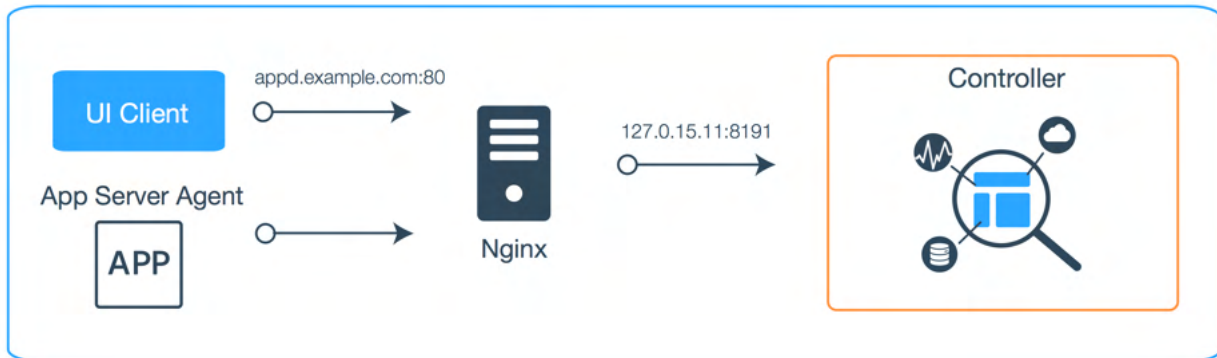 appd.example.com:80
UI Client
App Server Agent
APP
Nginx
127.0.15.11:8191
Controller